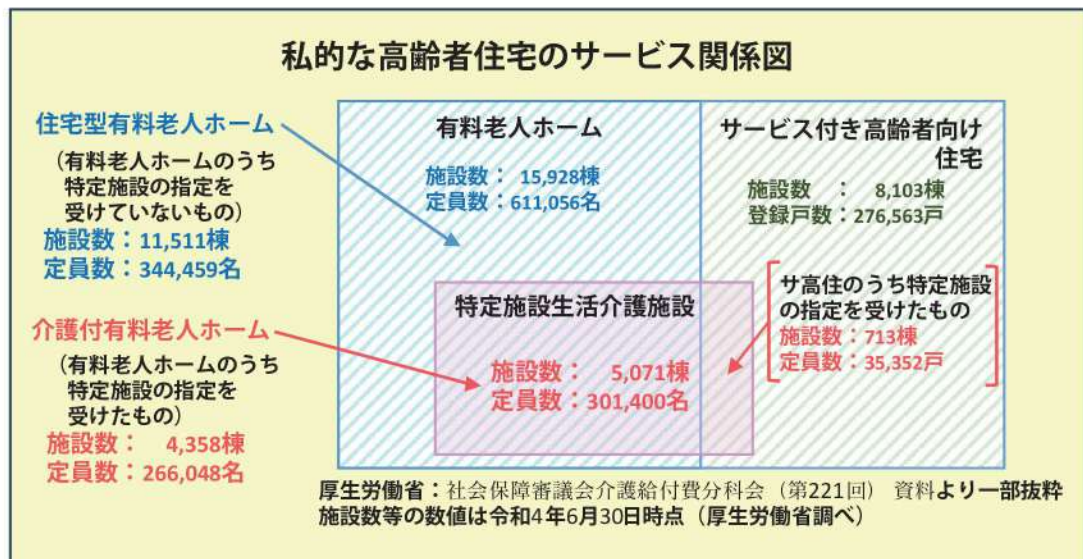 私的な高齢者住宅のサービス関係図
住宅型有料老人ホーム
（有料老人ホームのうち
特定施設の指定を
受けていないもの）
施設数：11,511棟
定員数：344,459名
介護付有料老人ホーム
（有料老人ホームのうち
特定施設の指定を
受けたもの）
施設数： 4,358棟
定員数：266,048名
有料老人ホーム
施設数： 15,928棟
定員数：611,056名
サービス付き高齢者向け
住宅
施設数 ： 8,103棟
登録戸数：276,563戸
特定施設生活介護施設
施設数： 5,071棟
定員数：301,400名
サ高住のうち特定施設
の指定を受けたもの
施設数：713棟
定員数：35,352戸
厚生労働省：社会保障審議会介護給付費分科会（第221回） 資料より一部抜粋
施設数等の数値は令和4年6月30日時点（厚生労働省調べ）